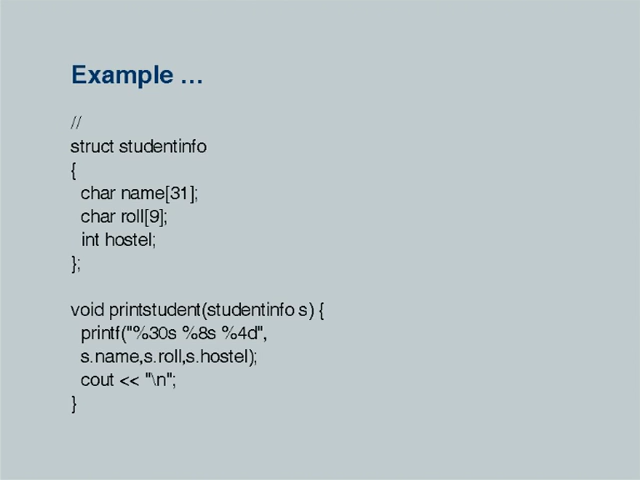 Example …
//
struct studentinfo
{
char name[31];
char roll[9];
int hostel;
};
void printstudent(studentinfo s) {
printf("%30s %8s %4d",
s.name,s.roll,s.hostel);
cout << "\n";
}